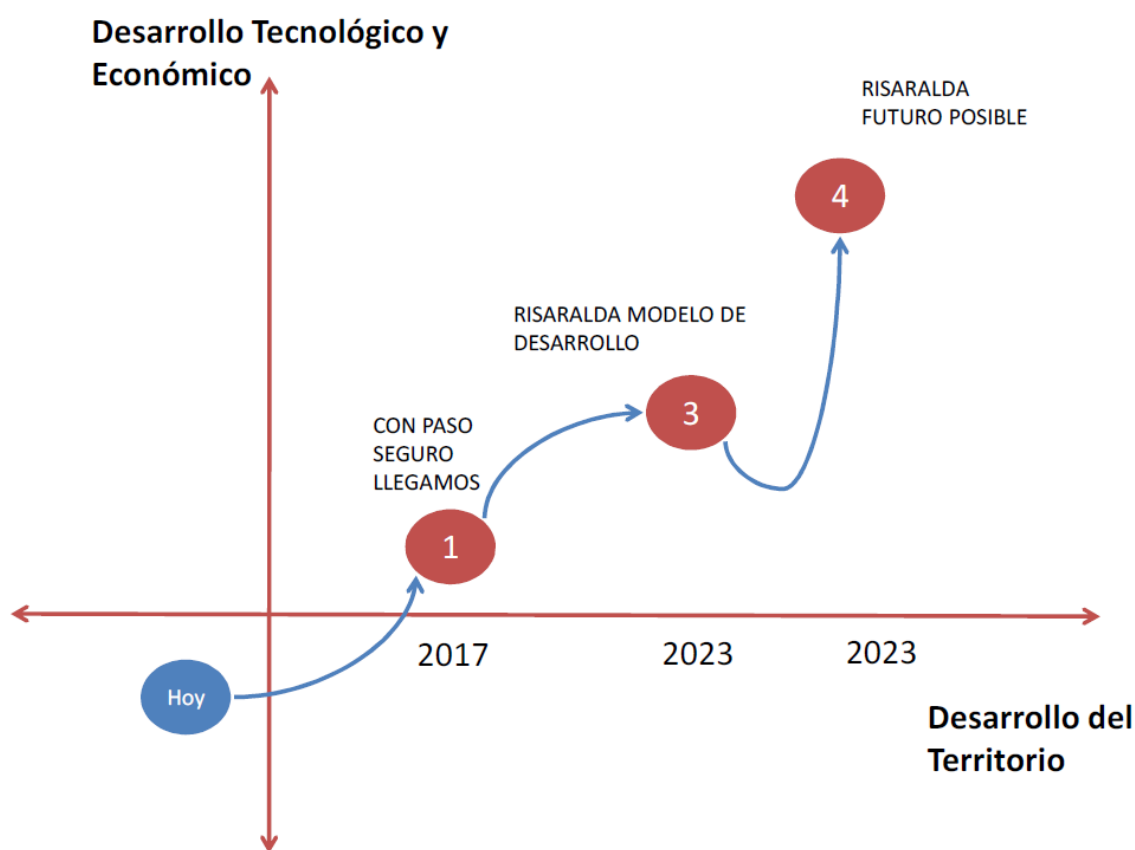 Desarrollo Tecnológico y
Económico
RISARALDA
FUTURO POSIBLE
4
RISARALDA MODELO DE
DESARROLLO
3
CON PASO
SEGURO
LLEGAMOS
1
2017
2023
2023
Hoy
Desarrollo del
Territorio